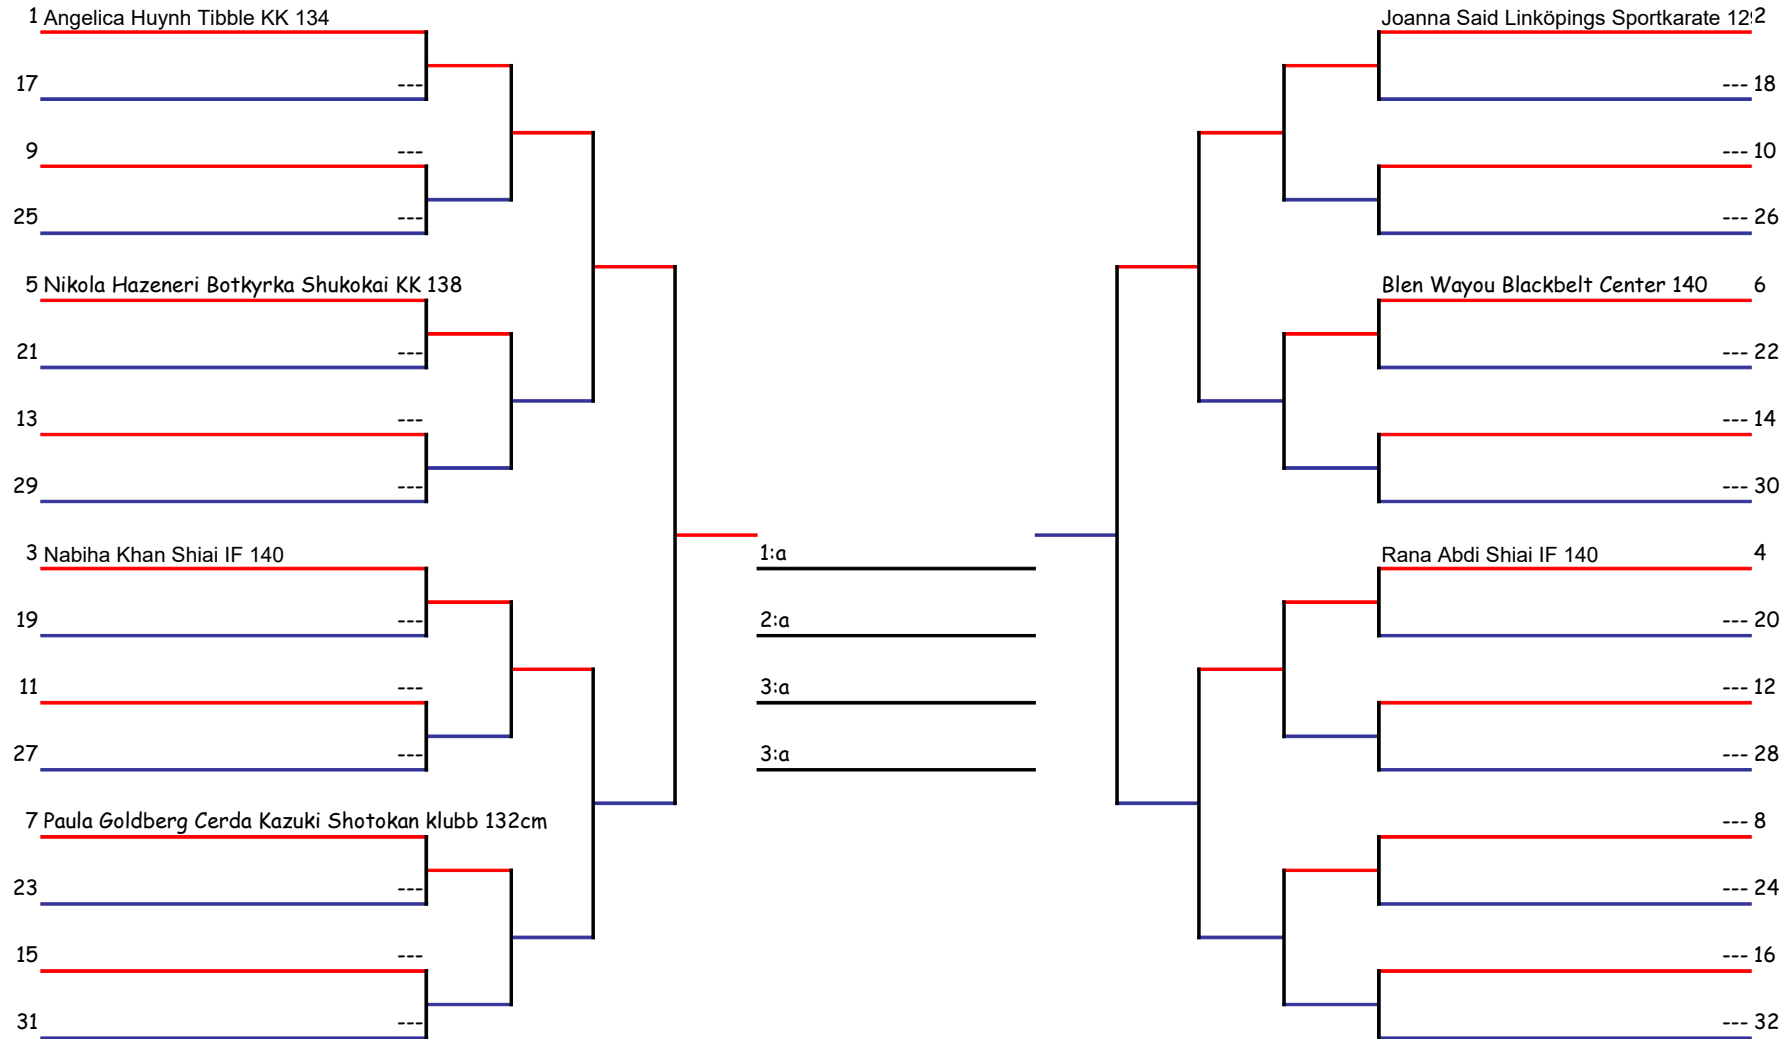 1 Angelica Huynh Tibble KK 134
17 ---
9 ---
25 ---
5 Nikola Hazeneri Botkyrka Shukokai KK 138
21 ---
13 ---
29 ---
3 Nabiha Khan Shiai IF 140
19 ---
11 ---
27 ---
7 Paula Goldberg Cerda Kazuki Shotokan klubb 132cm
23 ---
15 ---
31 ---
1:a
2:a
3:a
3:a
Joanna Said Linköpings Sportkarate 2
--- 18
--- 10
--- 26
Blen Wayou Blackbelt Center 140 6
--- 22
--- 14
--- 30
Rana Abdi Shiai IF 140 4
--- 20
--- 12
--- 28
--- 8
--- 24
--- 16
--- 32